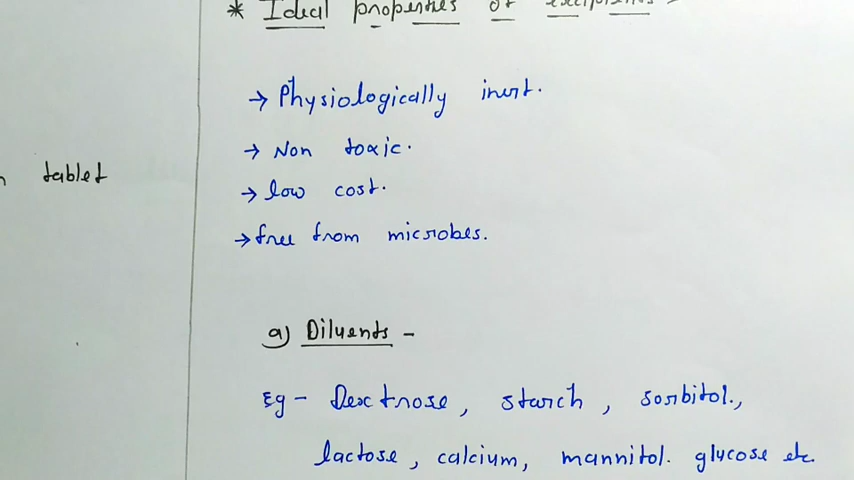 * Ideal properties of excipients -
→ Physiologically inert.
→ Non toxic.
tablet
→ low cost.
→ free from microbes.
a) Diluents -
Eg - Dextrose, starch, sorbitol.,
lactose, calcium, mannitol. glucose etc.